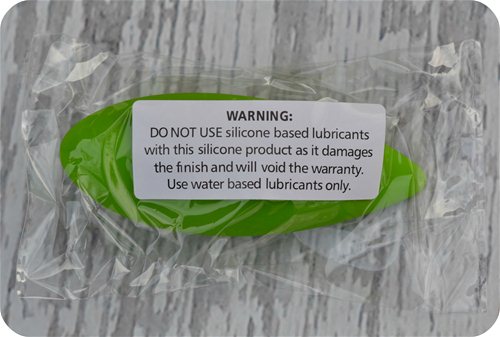 WARNING:
DO NOT USE silicone based lubricants
with this silicone product as it damages
the finish and will void the warranty.
Use water based lubricants only.